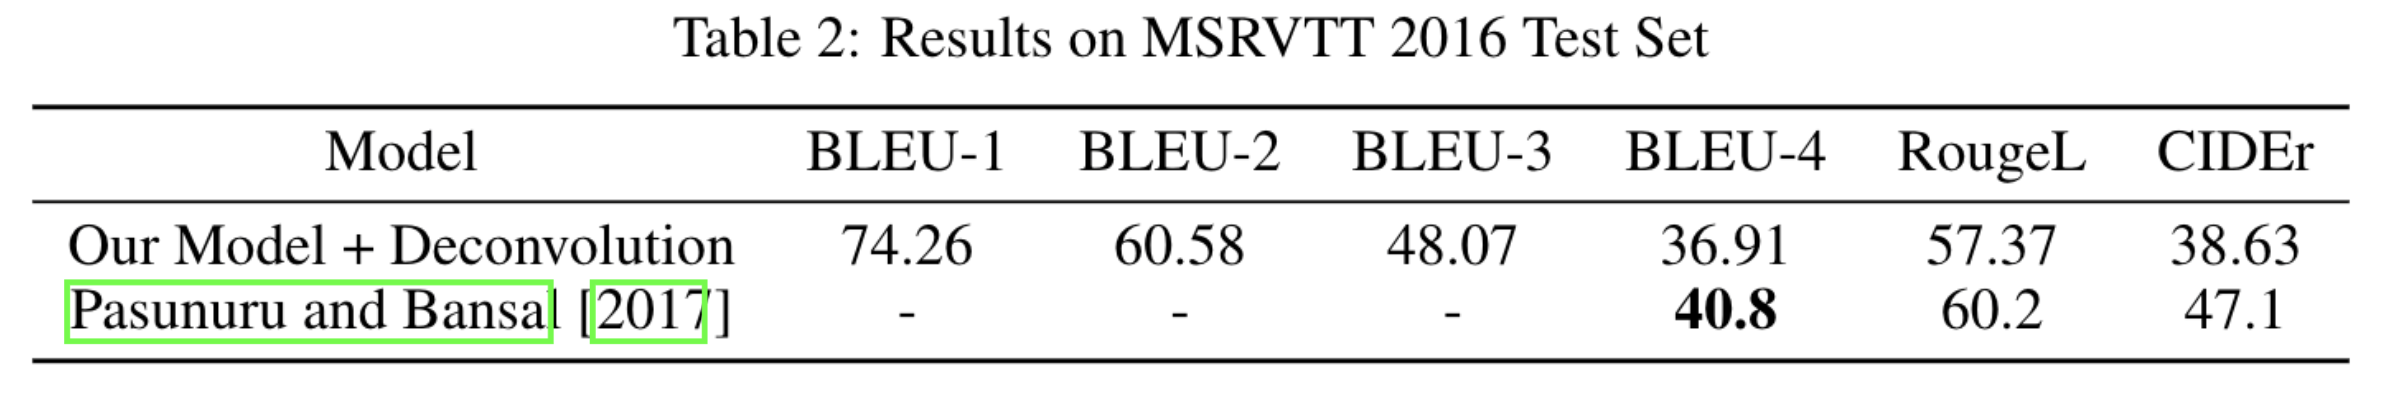 Table 2: Results on MSRVTT 2016 Test Set
Model BLEU-1 BLEU-2 BLEU-3 BLEU-4 RougeL CIDEr
Our Model + Deconvolution 74.26 60.58 48.07 36.91 57.37 38.63
Pasunuru and Bansal [2017] - - - 40.8 60.2 47.1